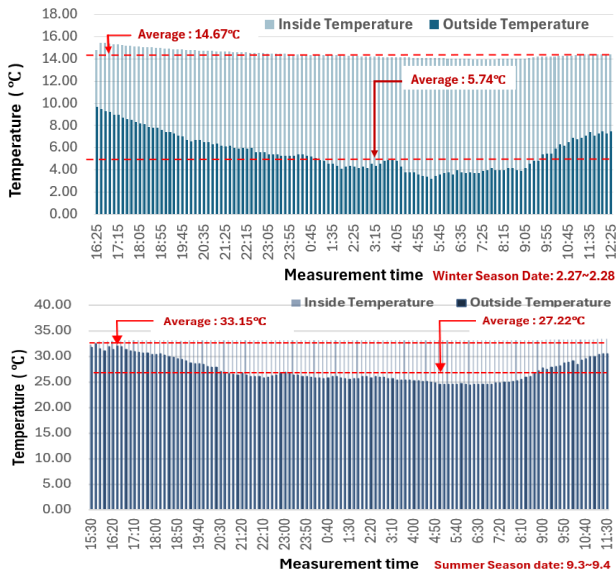 18.00
16.00
14.00
12.00
10.00
8.00
6.00
4.00
2.00
0.00
Temperature (℃)
Inside Temperature Outside Temperature
Average : 14.67℃
Average : 5.74℃
16:25 17:15 18:05 18:55 19:45 20:35 21:25 22:15 23:05 23:55 0:45 1:35 2:25 3:15 4:05 4:55 5:45 6:35 7:25 8:15 9:05 9:55 10:45 11:35 12:25
Measurement time Winter Season Date: 2.27~2.28
40.00
35.00
30.00
25.00
20.00
15.00
10.00
5.00
0.00
Temperature (℃)
Inside Temperature Outside Temperature
Average : 33.15℃
Average : 27.22℃
15:30 16:20 17:10 18:00 18:50 19:40 20:30 21:20 22:10 23:00 23:50 0:40 1:30 2:20 3:10 4:00 4:50 5:40 6:30 7:20 8:10 9:00 9:50 10:40 11:30
Measurement time Summer Season date: 9.3~9.4